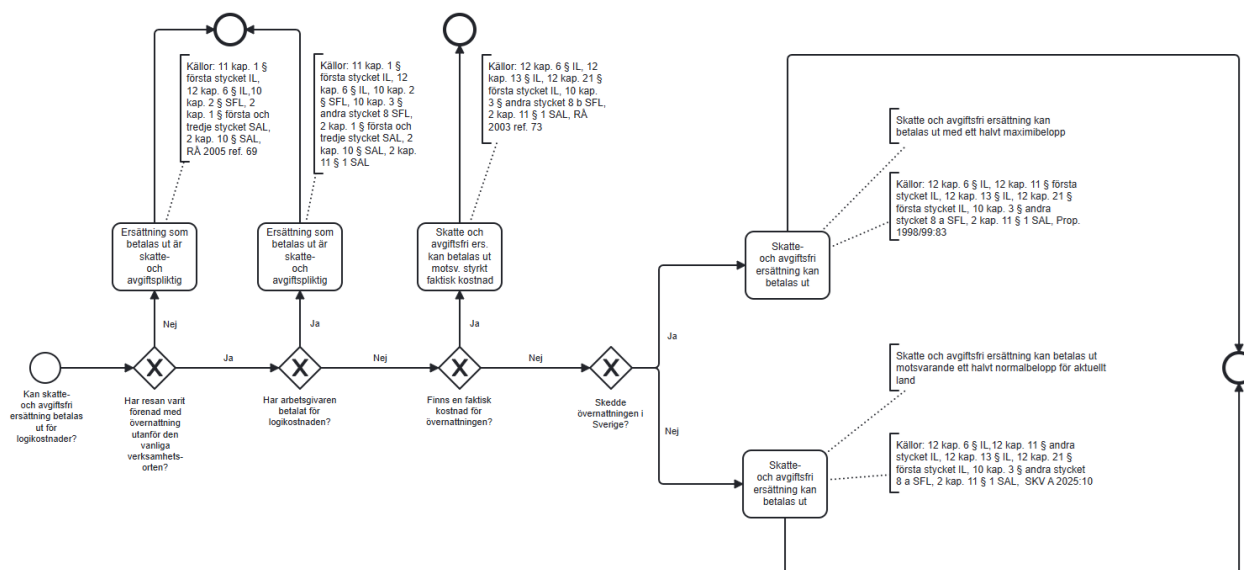 Källor: 11 kap. 1 §
första stycket IL,
12 kap. 6 § IL,10
kap. 2 § SFL, 2
kap. 1 § första och
tredje stycket SAL,
2 kap. 10 § SAL,
RÅ 2005 ref. 69
Källor: 11 kap. 1 §
första stycket IL, 12
kap. 6 § IL, 10 kap. 2
§ SFL, 10 kap. 3 §
andra stycket 8 SFL,
2 kap. 1 § första och
tredje stycket SAL, 2
kap. 10 § SAL, 2 kap.
11 § 1 SAL
Källor: 12 kap. 6 § IL, 12
kap. 13 § IL, 12 kap. 21 §
första stycket IL, 10 kap.
3 § andra stycket 8 b SFL,
2 kap. 11 § 1 SAL, RÅ
2003 ref. 73
Skatte och avgiftsfri ersättning kan
betalas ut med ett halvt maximibelopp
Källor: 12 kap. 6 § IL, 12 kap. 11 § första
stycket IL, 12 kap. 13 § IL, 12 kap. 21 §
första stycket IL, 10 kap. 3 § andra
stycket 8 a SFL, 2 kap. 11 § 1 SAL, Prop.
1998/99:83
Ersättning som
betalas ut är
skatte-
och
avgiftspliktig
Ersättning som
betalas ut är
skatte-
och
avgiftspliktig
Skatte och
avgiftsfri ers.
kan betalas ut
motsv. styrkt
faktisk kostnad
Skatte-
och avgiftsfri
ersättning kan
betalas ut
Nej
Ja
Ja
Ja
Ja
Nej
Nej
Nej
Kan skatte-
och avgiftsfri
ersättning betalas
ut för
logikostnader?
Har resan varit
förenad med
övernattning
utanför den
vanliga
verksamhets-
orten?
Har arbetsgivaren
betalat för
logikostnaden?
Finns en faktisk
kostnad för
övernattningen?
Skedde
övernattningen i
Sverige?
Skatte och avgiftsfri ersättning kan betalas ut
motsvarande ett halvt normalbelopp för aktuellt
land
Skatte-
och avgiftsfri
ersättning kan
betalas ut
Källor: 12 kap. 6 § IL,12 kap. 11 § andra
stycket IL, 12 kap. 13 § IL, 12 kap. 21 §
första stycket IL, 10 kap. 3 § andra stycket
8 a SFL, 2 kap. 11 § 1 SAL, SKV A 2025:10